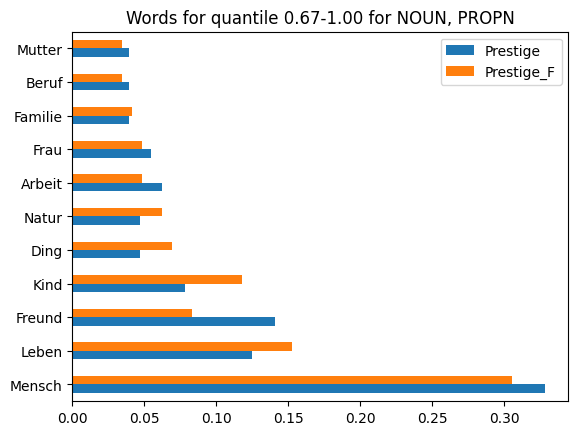 Words for quantile 0.67-1.00 for NOUN, PROPN
Prestige
Prestige_F
Mutter
Beruf
Familie
Frau
Arbeit
Natur
Ding
Kind
Freund
Leben
Mensch
0.00 0.05 0.10 0.15 0.20 0.25 0.30